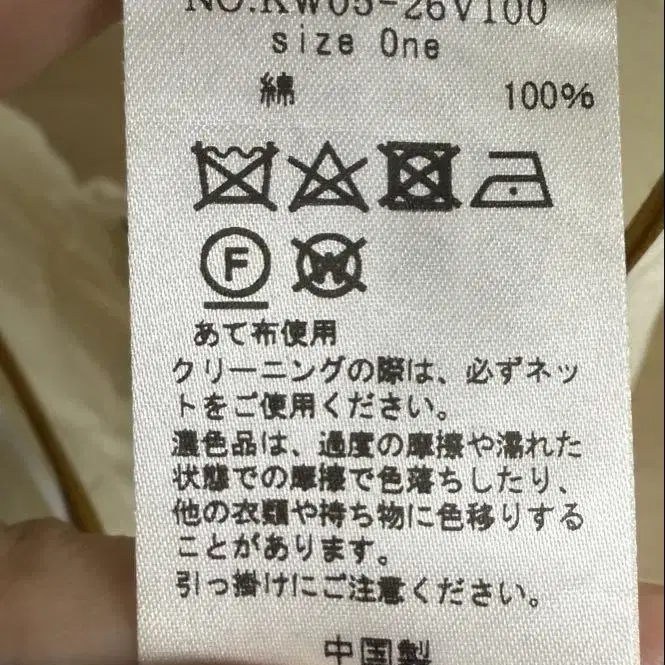 NO.KW05-26V100
size One
綿 100%
F
W
あて布使用
クリーニングの際は、必ずネッ
トをご使用ください。
濃色品は、過度の摩擦や濡れた
状態での摩擦で色落ちしたり、
他の衣類や持ち物に色移りする
ことがあります。
引っ掛けにご注意ください。
中国製